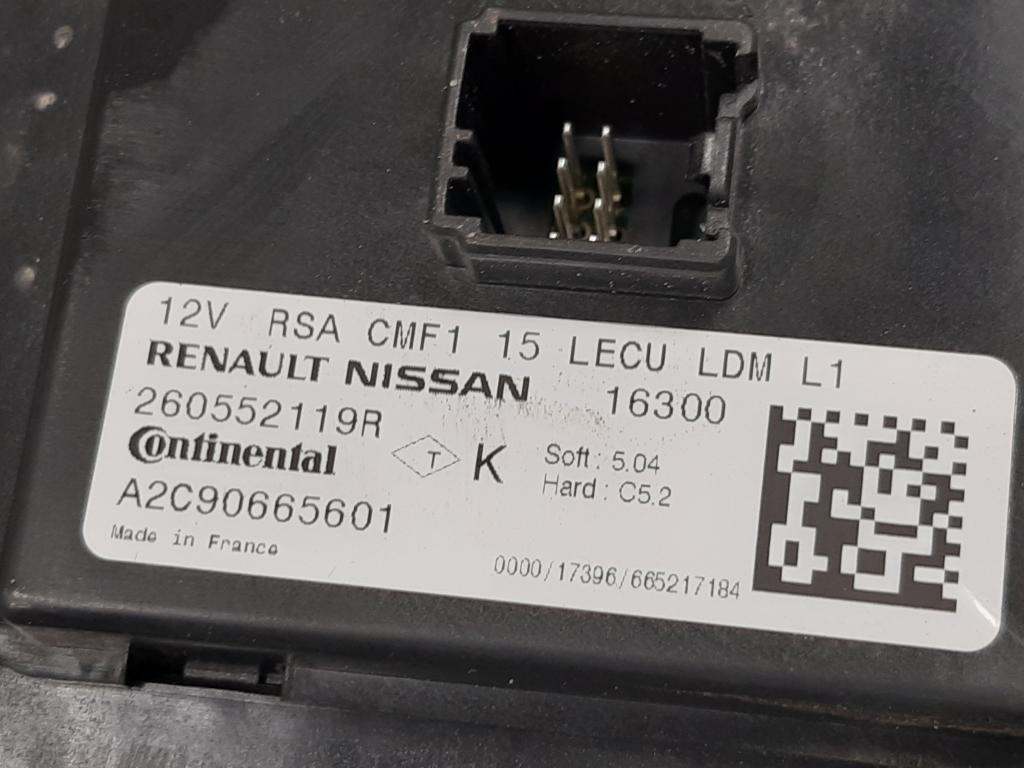 12V RSA CMF1 15 LECU LDM L1
RENAULT NISSAN 16300
260552119R
Continental T K Soft : 5.04
Hard : C5.2
A2C90665601
Made in France
0000/17396/665217184